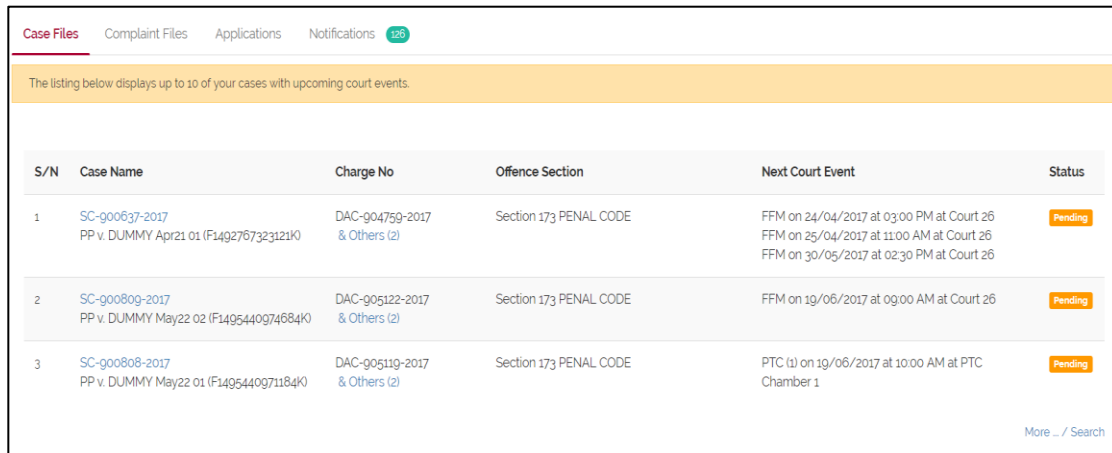 Case Files Complaint Files Applications Notifications 126
The listing below displays up to 10 of your cases with upcoming court events.
S/N Case Name Charge No Offence Section Next Court Event Status
1 SC-900637-2017 DAC-904759-2017 Section 173 PENAL CODE FFM on 24/04/2017 at 03:00 PM at Court 26 Pending
PP v. DUMMY Apr21 01 (F1492767323121K) & Others (2) FFM on 25/04/2017 at 11:00 AM at Court 26
FFM on 30/05/2017 at 02:30 PM at Court 26
2 SC-900809-2017 DAC-905122-2017 Section 173 PENAL CODE FFM on 19/06/2017 at 09:00 AM at Court 26 Pending
PP v. DUMMY May22 02 (F1495440974684K) & Others (2)
3 SC-900808-2017 DAC-905119-2017 Section 173 PENAL CODE PTC (1) on 19/06/2017 at 10:00 AM at PTC Pending
PP v. DUMMY May22 01 (F1495440971184K) & Others (2) Chamber 1
More ... / Search